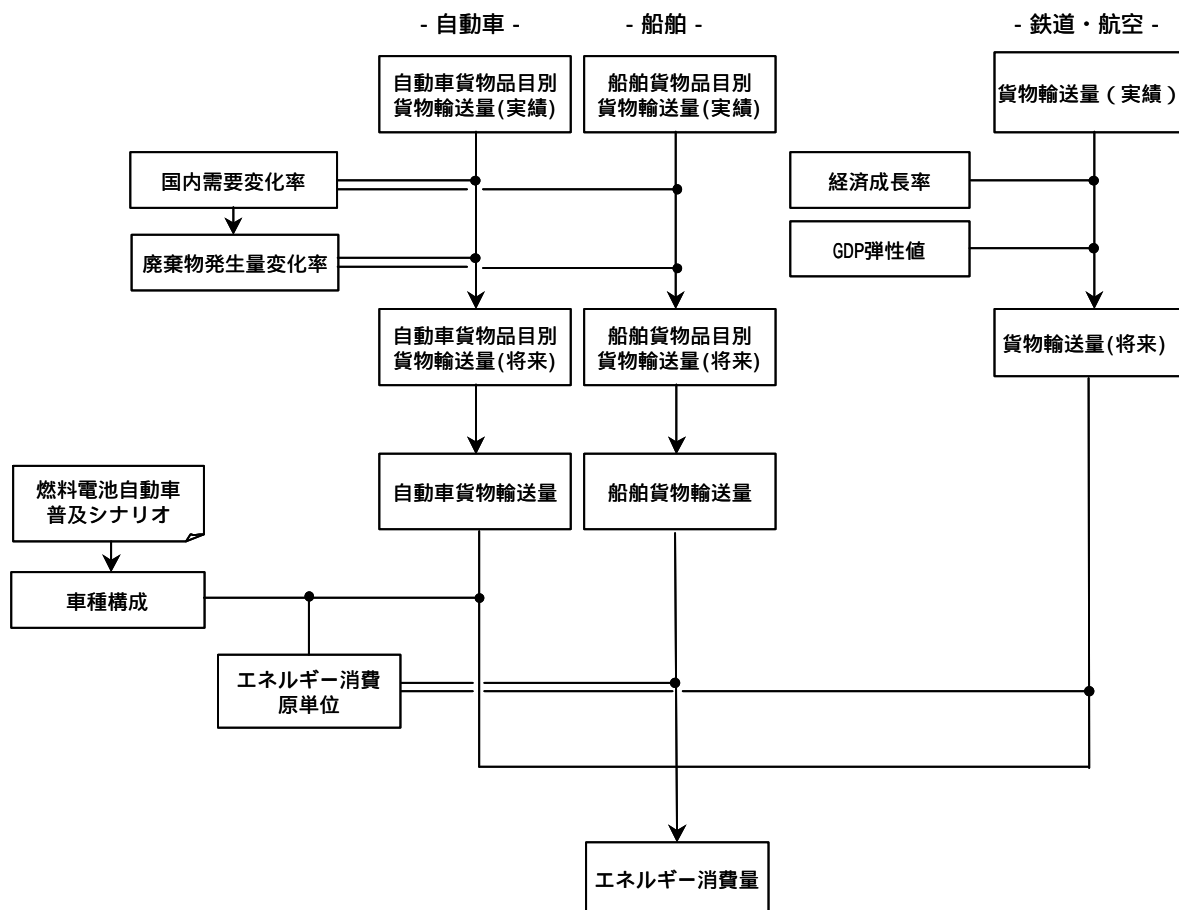 - 自動車 -
- 船舶 -
- 鉄道・航空 -
自動車貨物品目別
貨物輸送量(実績)
船舶貨物品目別
貨物輸送量(実績)
貨物輸送量(実績)
国内需要変化率
経済成長率
廃棄物発生量変化率
GDP弾性値
自動車貨物品目別
貨物輸送量(将来)
船舶貨物品目別
貨物輸送量(将来)
貨物輸送量(将来)
燃料電池自動車
普及シナリオ
自動車貨物輸送量
船舶貨物輸送量
車種構成
エネルギー消費
原単位
エネルギー消費量